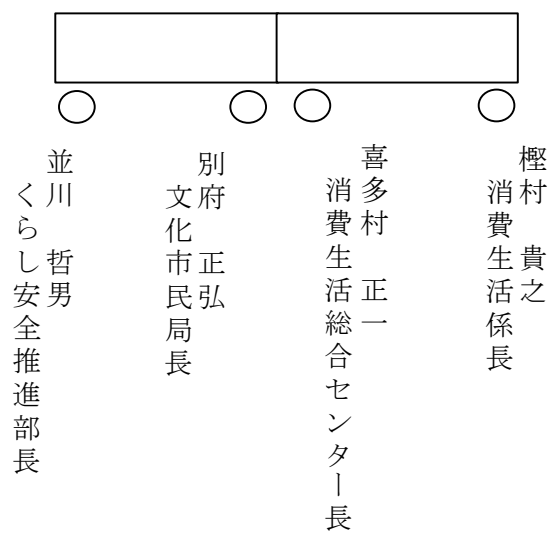 樫村 貴之
消費生活係長
喜多村 正一
消費生活総合センター長
別府 正弘
文化市民局長
並川 哲男
くらし安全推進部長